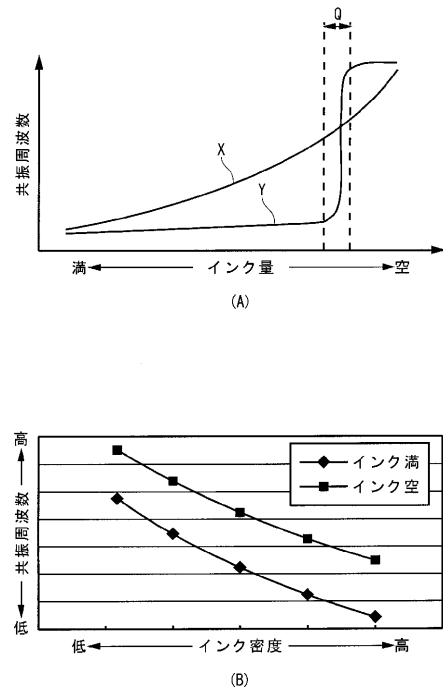 Q
共振周波数
X
Y
満 インク量 空
(A)
高
共振周波数
低
インク満
インク空
低 インク密度 高
(B)